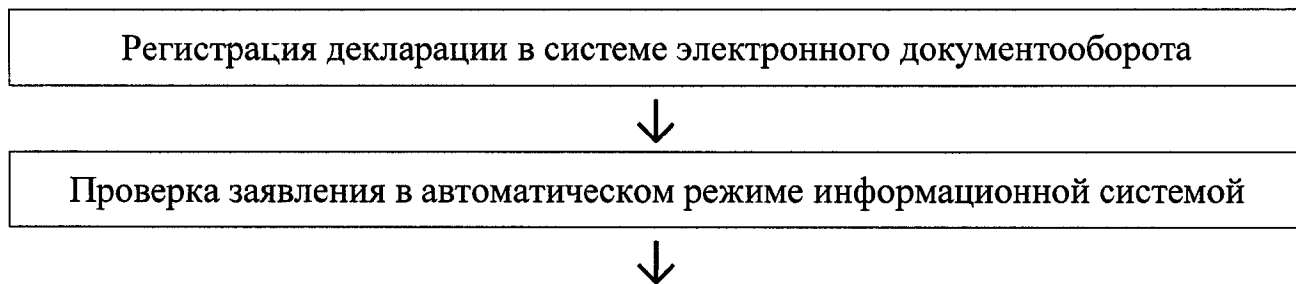 Регистрация декларации в системе электронного документооборота
Проверка заявления в автоматическом режиме информационной системой